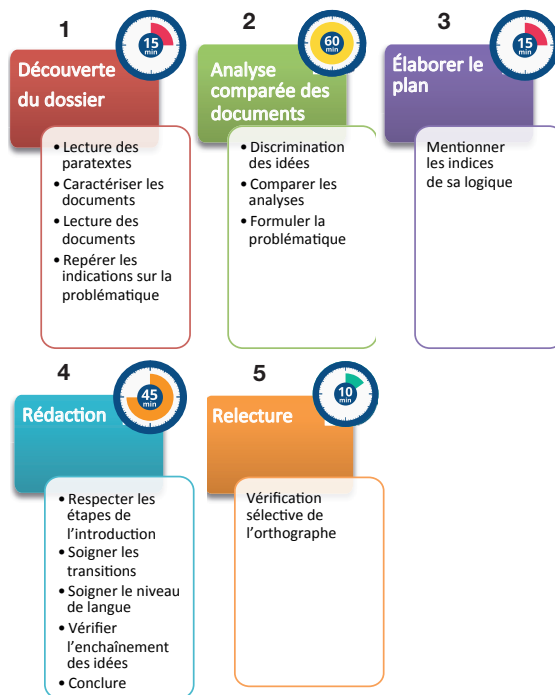 1
15
min
Découverte
du dossier
• Lecture des
paratextes
• Caractériser les
documents
• Lecture des
documents
• Repérer les
indications sur la
problématique
2
60
min
Analyse
comparée des
documents
• Discrimination
des idées
• Comparer les
analyses
• Formuler la
problématique
3
15
min
Élaborer le
plan
Mentionner
les indices
de sa logique
4
45
min
Rédaction
• Respecter les
étapes de
l’introduction
• Soigner les
transitions
• Soigner le niveau
de langue
• Vérifier
l’enchaînement
des idées
• Conclure
5
10
min
Relecture
Vérification
sélective de
l’orthographe